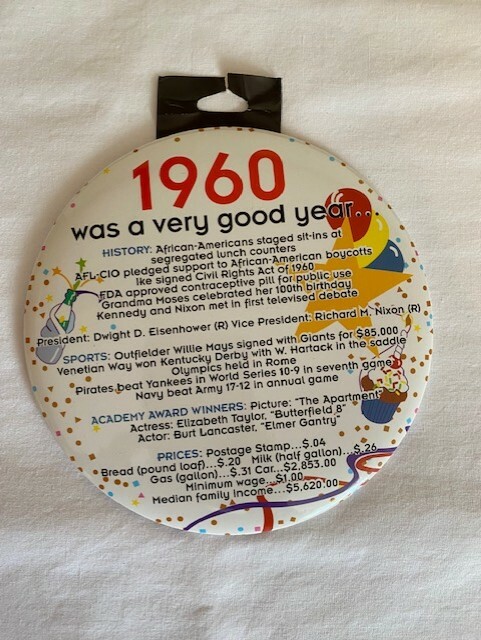 1960
was a very good year...
HISTORY: African-Americans staged sit-ins at
segregated lunch counters
AFL-CIO pledged support to African-American boycotts
Ike signed Civil Rights Act of 1960
FDA approved contraceptive pill for public use
Grandma Moses celebrated her 100th birthday
Kennedy and Nixon met in first televised debate
President: Dwight D. Eisenhower (R) Vice President: Richard M. Nixon (R)
SPORTS: Outfielder Willie Mays signed with Giants for $85,000
Venetian Way won Kentucky Derby with W. Hartack in the saddle
Olympics held in Rome
Pirates beat Yankees in World Series 10-9 in seventh game
Navy beat Army 17-12 in annual game
ACADEMY AWARD WINNERS: Picture: "The Apartment"
Actress: Elizabeth Taylor, "Butterfield 8"
Actor: Burt Lancaster, "Elmer Gantry"
PRICES: Postage Stamp...$.04
Bread (pound loaf)...$.20 Milk (half gallon)...$.26
Gas (gallon)...$.31 Car...$2,853.00
Minimum wage...$1.00
Median family Income...$5,620.00